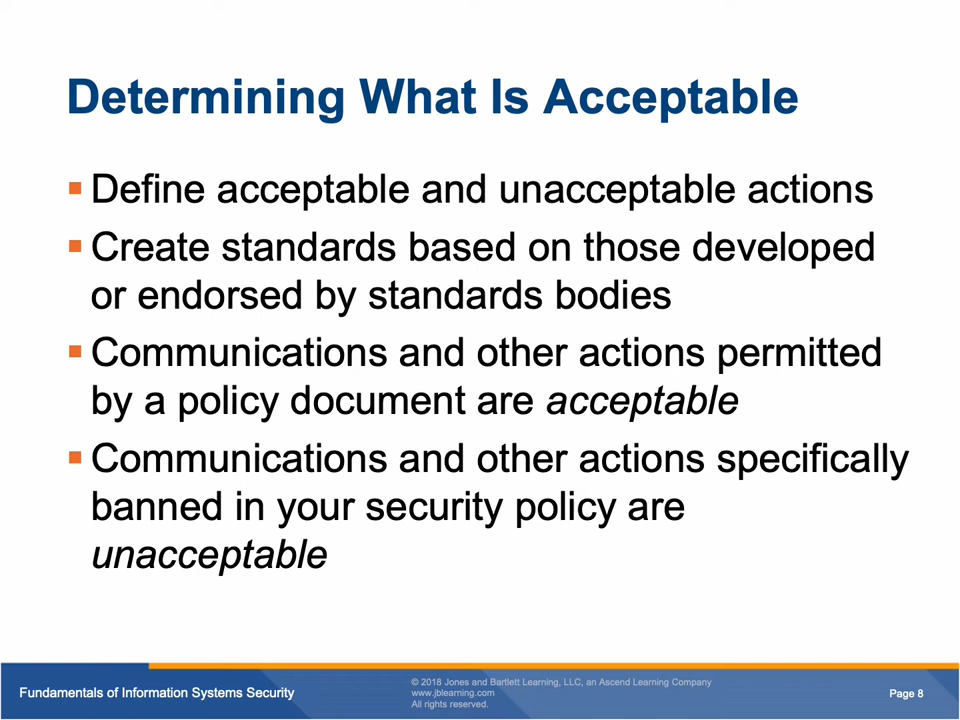 Determining What Is Acceptable
▪ Define acceptable and unacceptable actions
▪ Create standards based on those developed
or endorsed by standards bodies
▪ Communications and other actions permitted
by a policy document are acceptable
▪ Communications and other actions specifically
banned in your security policy are
unacceptable
Fundamentals of Information Systems Security
© 2018 Jones and Bartlett Learning, LLC, an Ascend Learning Company
www.jblearning.com
All rights reserved.
Page 8